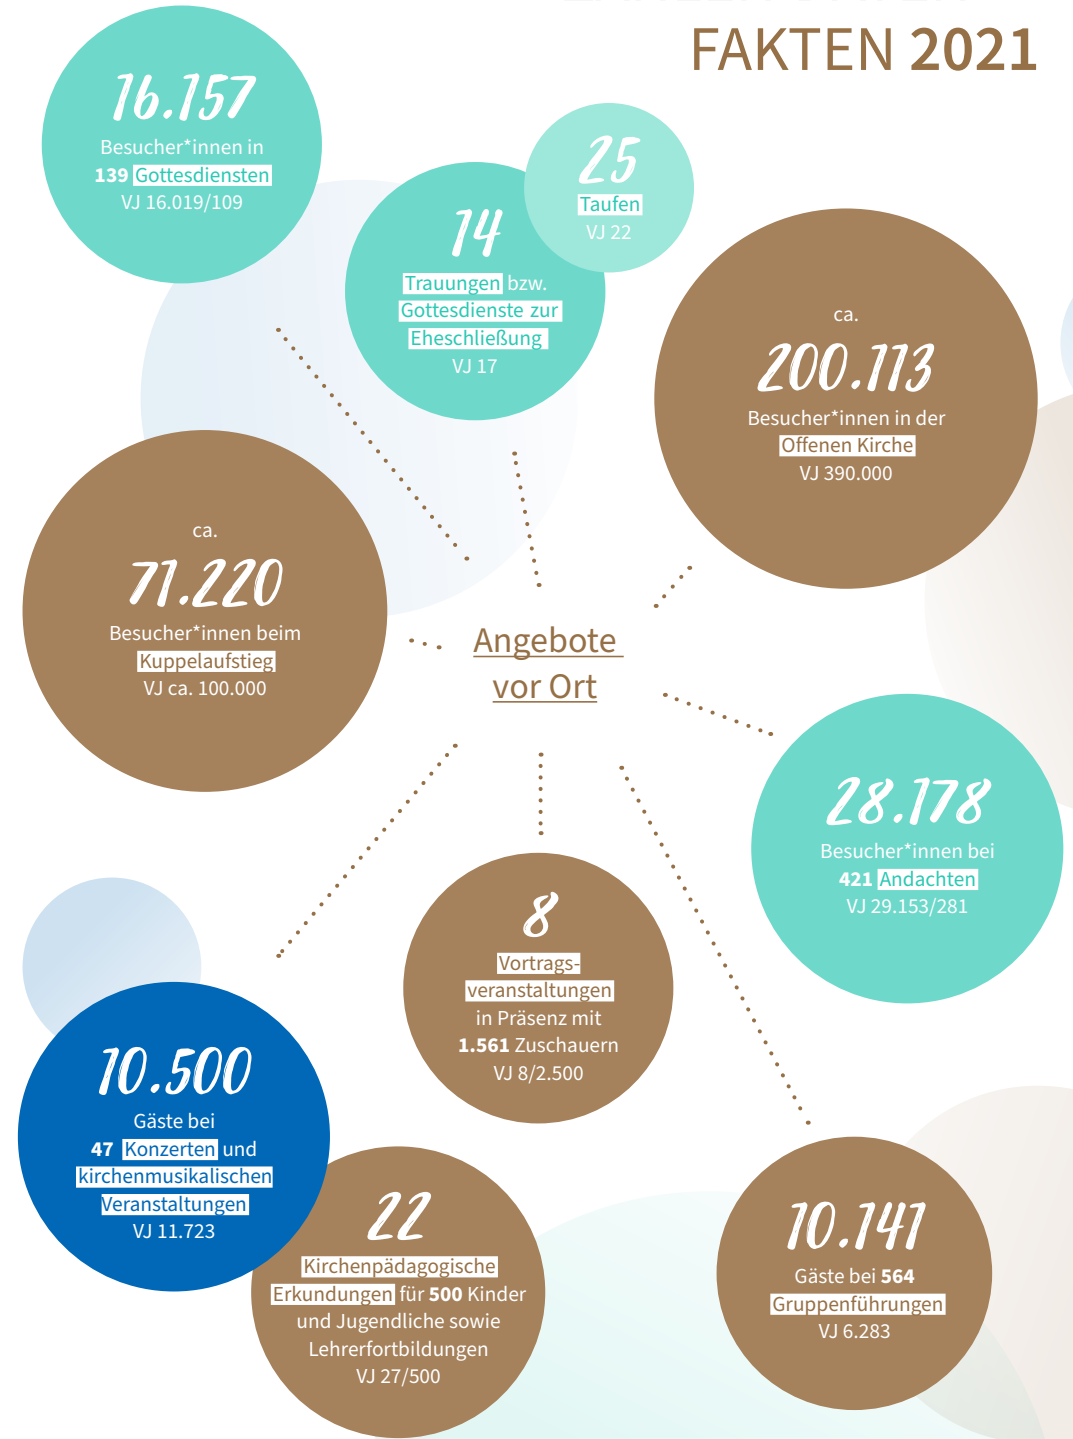 FAKTEN 2021
16.157
Besucher*innen in
139 Gottesdiensten
VJ 16.019/109
25
Taufen
VJ 22
14
Trauungen bzw.
Gottesdienste zur
Eheschließung
VJ 17
ca.
200.113
Besucher*innen in der
Offenen Kirche
VJ 390.000
ca.
71.220
Besucher*innen beim
Kuppelaufstieg
VJ ca. 100.000
Angebote
vor Ort
28.178
Besucher*innen bei
421 Andachten
VJ 29.153/281
8
Vortrags-
veranstaltungen
in Präsenz mit
1.561 Zuschauern
VJ 8/2.500
10.500
Gäste bei
47 Konzerten und
kirchenmusikalischen
Veranstaltungen
VJ 11.723
22
Kirchenpädagogische
Erkundungen für 500 Kinder
und Jugendliche sowie
Lehrerfortbildungen
VJ 27/500
10.141
Gäste bei 564
Gruppenführungen
VJ 6.283